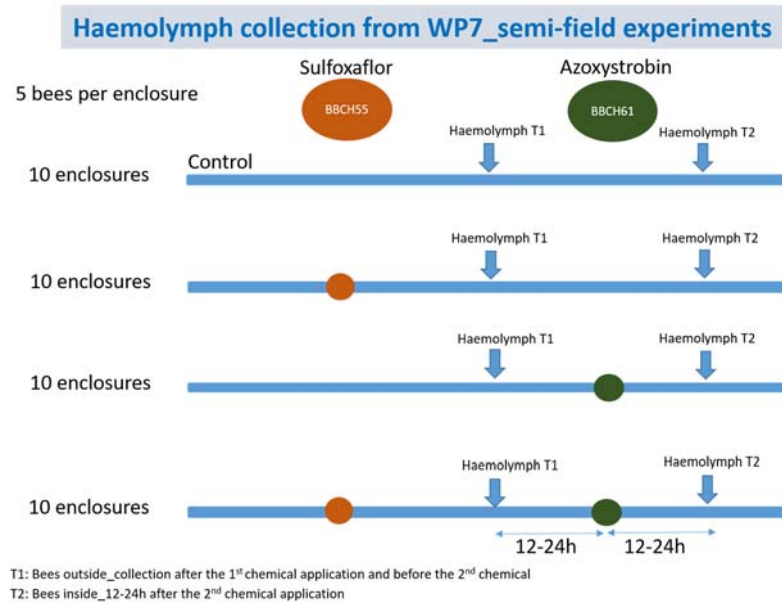 Haemolymph collection from WP7_semi-field experiments
Sulfoxaflor
Azoxystrobin
5 bees per enclosure
BBCH55
BBCH61
Haemolymph T1
Haemolymph T2
Control
10 enclosures
Haemolymph T1
Haemolymph T2
10 enclosures
Haemolymph T1
Haemolymph T2
10 enclosures
Haemolymph T1
Haemolymph T2
10 enclosures
12-24h
12-24h
T1: Bees outside_collection after the 1st chemical application and before the 2nd chemical
T2: Bees inside_12-24h after the 2nd chemical application